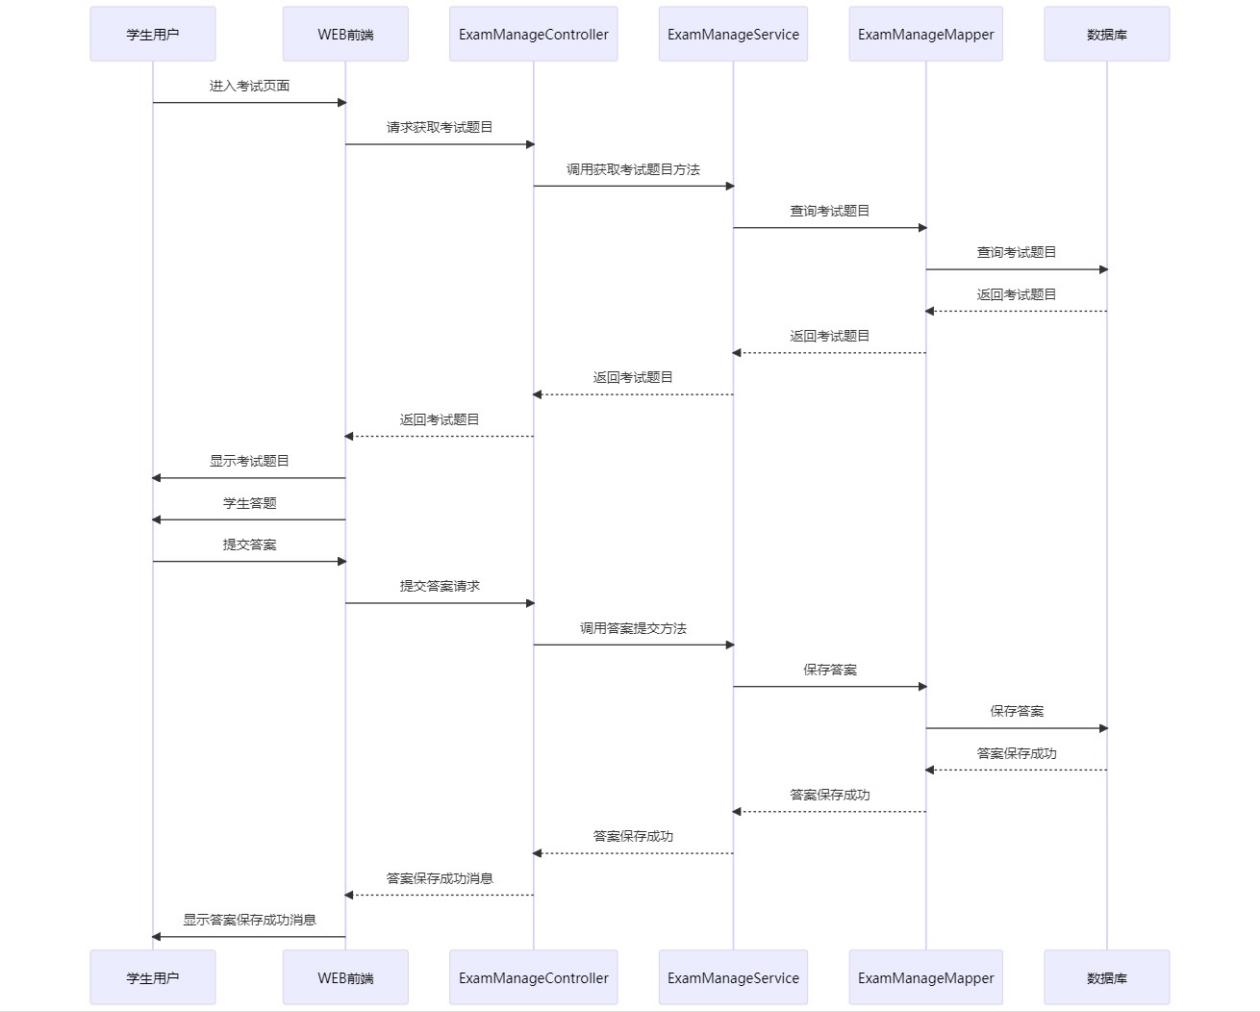 学生用户
WEB前端
ExamManageController
ExamManageService
ExamManageMapper
数据库
进入考试页面
请求获取考试题目
调用获取考试题目方法
查询考试题目
查询考试题目
返回考试题目
返回考试题目
返回考试题目
返回考试题目
显示考试题目
学生答题
提交答案
提交答案请求
调用答案提交方法
保存答案
保存答案
答案保存成功
答案保存成功
答案保存成功
答案保存成功消息
显示答案保存成功消息
学生用户
WEB前端
ExamManageController
ExamManageService
ExamManageMapper
数据库